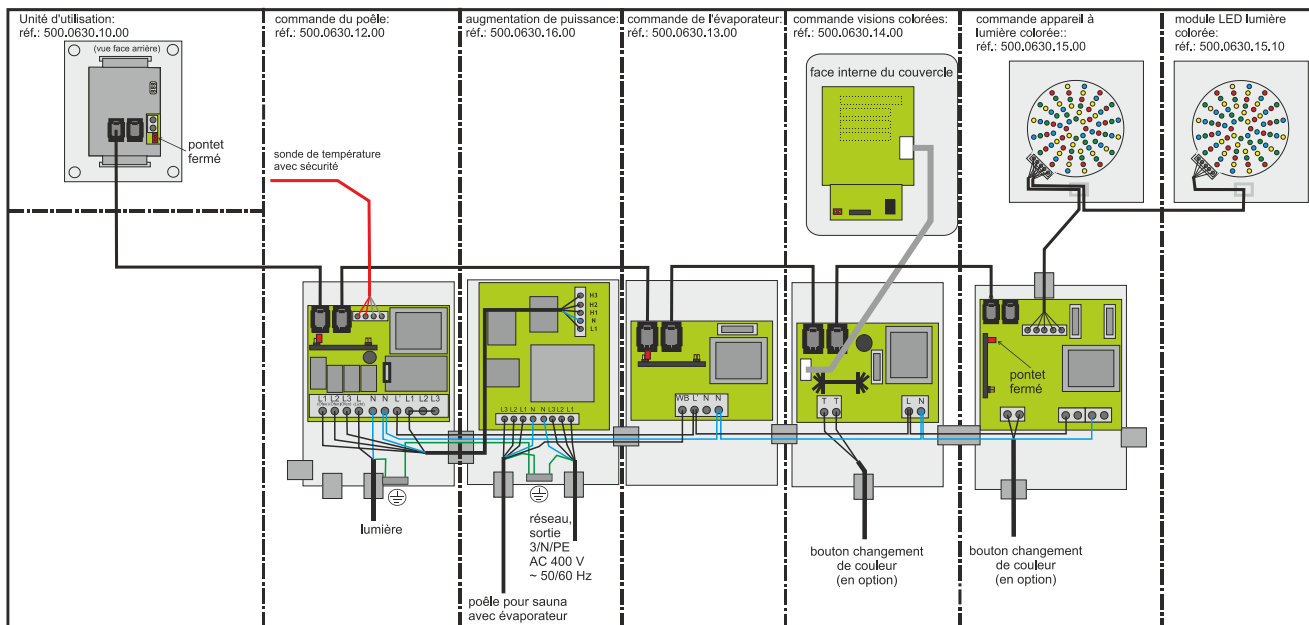 Unité d'utilisation:
réf.: 500.0630.10.00
(vue face arrière)
pontet
fermé
commande du poêle:
réf.: 500.0630.12.00
sonde de température
avec sécurité
L1 L2 L3 L N N L' L1 L2 L3
lumière
augmentation de puissance:
réf.: 500.0630.16.00
H3
H2
H1
N
L1
L3 L2 L1 N N L3 L2 L1
réseau,
sortie
3/N/PE
AC 400 V
~ 50/60 Hz
poêle pour sauna
avec évaporateur
commande de l'évaporateur:
réf.: 500.0630.13.00
WB L' N N
commande visions colorées:
réf.: 500.0630.14.00
face interne du couvercle
T T
L N
bouton changement
de couleur
(en option)
commande appareil à
lumière colorée::
réf.: 500.0630.15.00
pontet
fermé
bouton changement
de couleur
(en option)
module LED lumière
colorée:
réf.: 500.0630.15.10